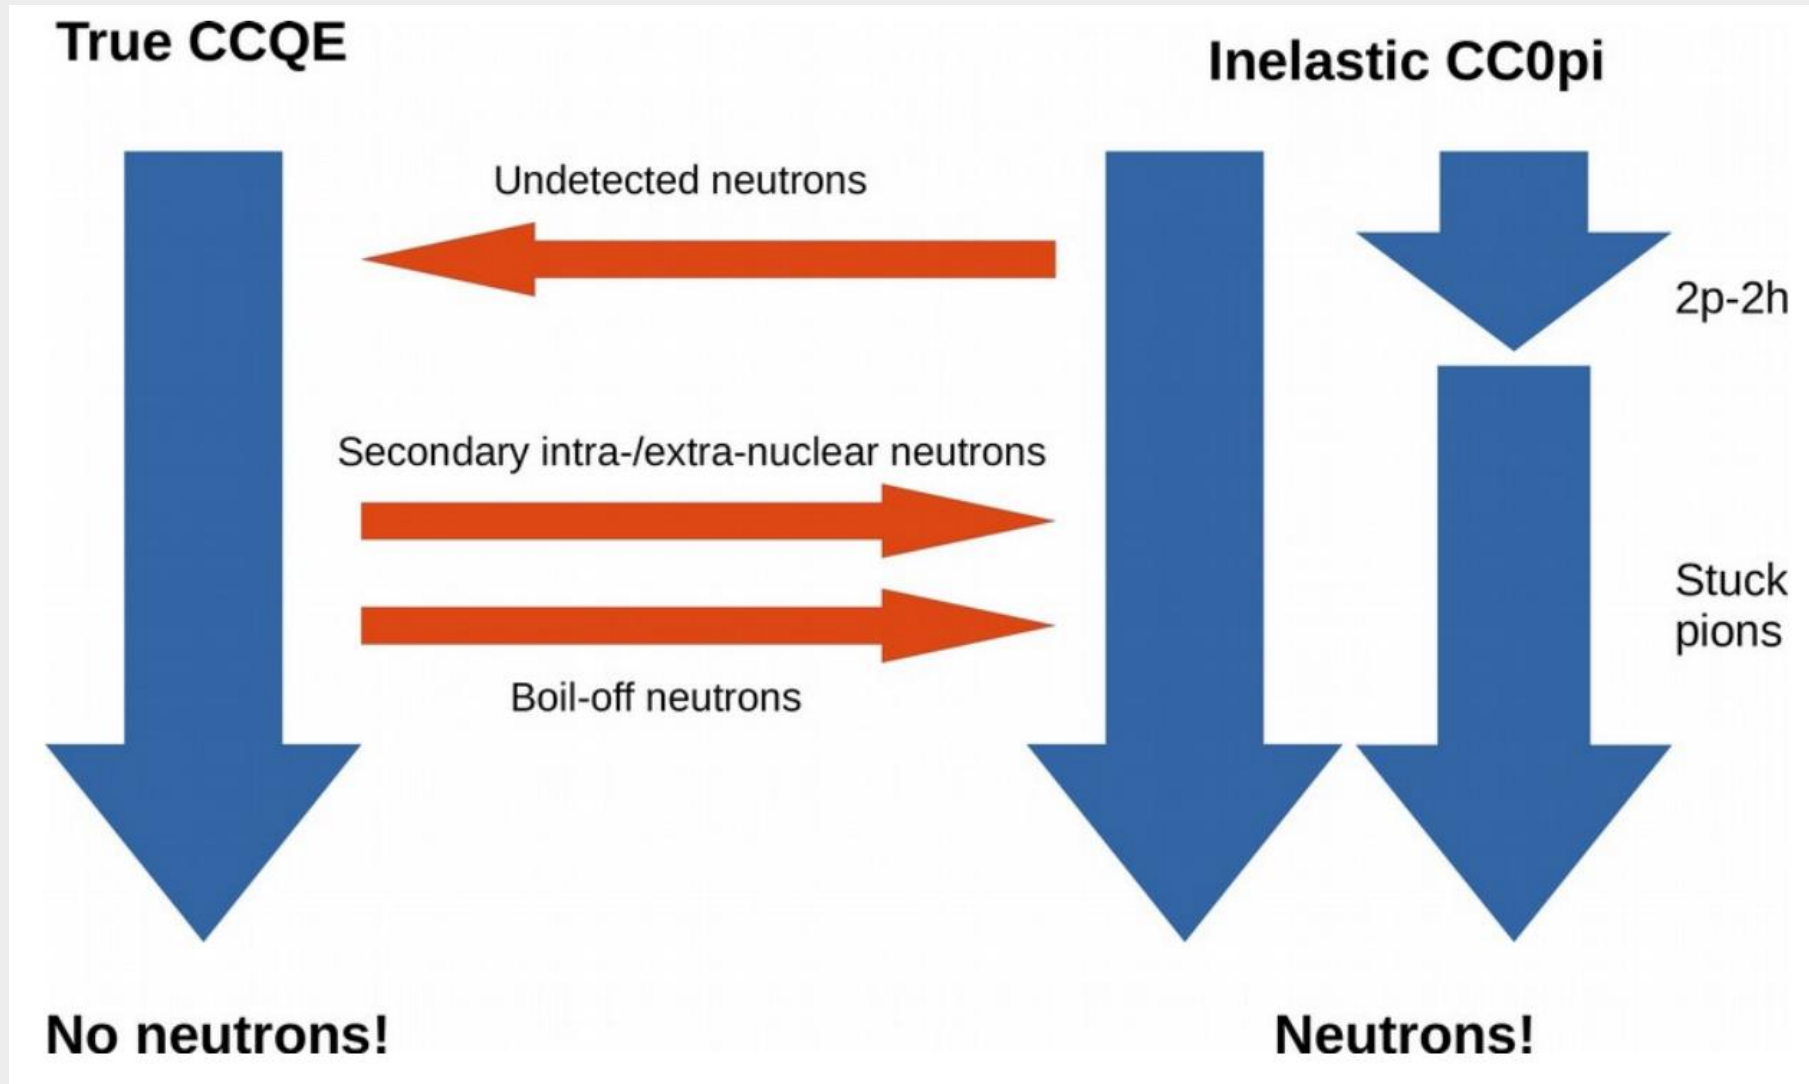 True CCQE
Inelastic CC0pi
Undetected neutrons
2p-2h
Secondary intra-/extra-nuclear neutrons
Stuck
pions
Boil-off neutrons
No neutrons!
Neutrons!